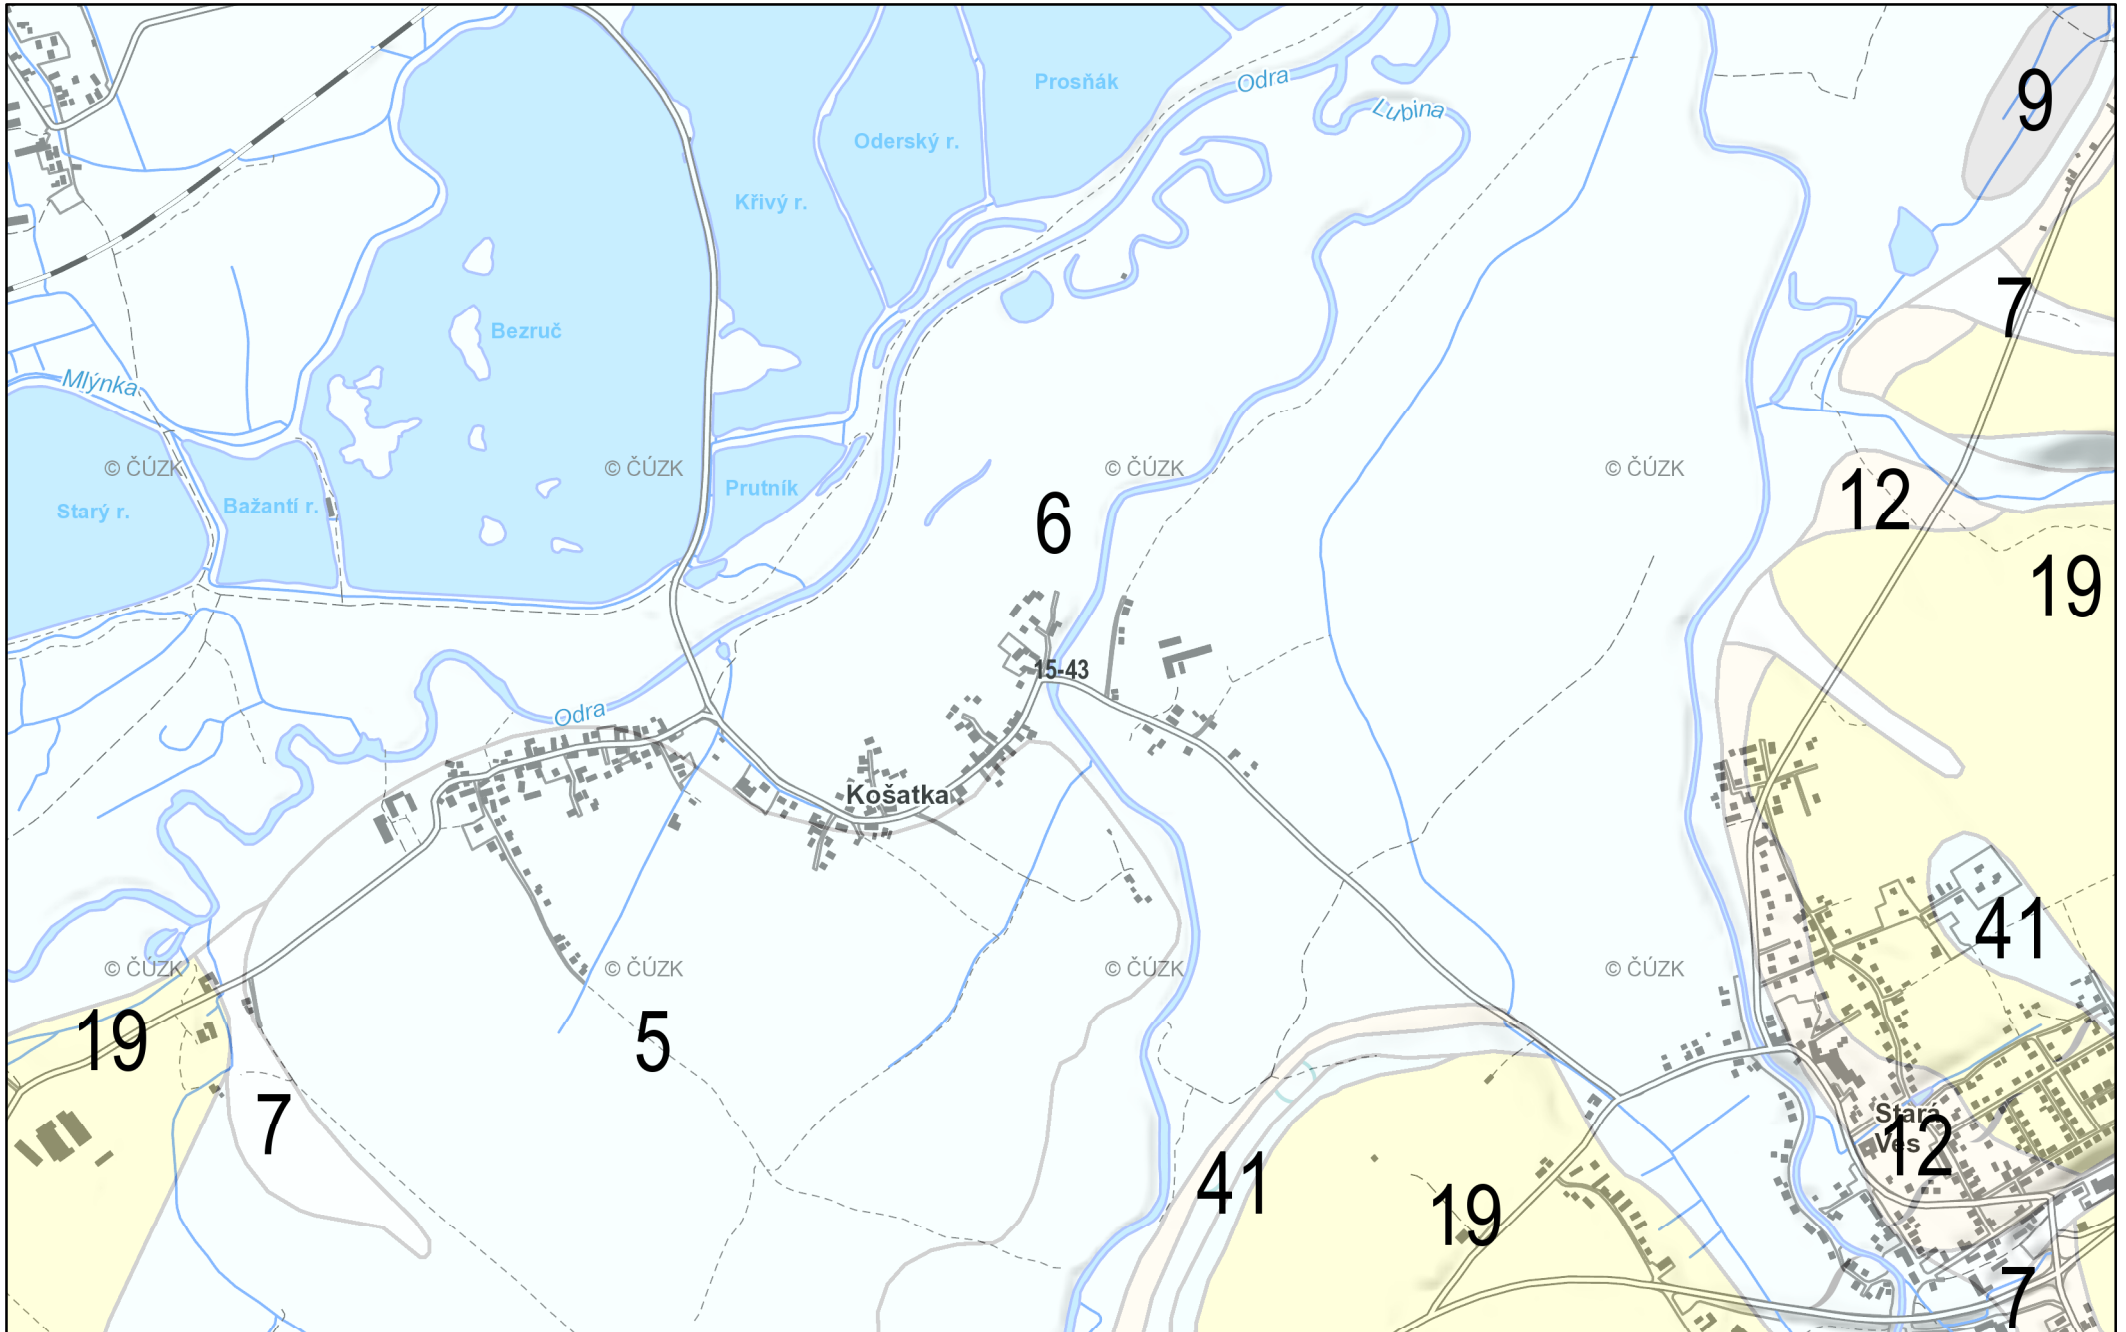 Prosňák
Odra
Lubina
9
Oderský r.
Křivý r.
7
Bezruč
Mlýnka
© ČÚZK
© ČÚZK
© ČÚZK
© ČÚZK
Prutník
Starý r.
Bažantí r.
6
12
19
15-43
Odra
Košatka
41
© ČÚZK
© ČÚZK
© ČÚZK
© ČÚZK
19
5
7
Stará
Ves
12
41
19
7